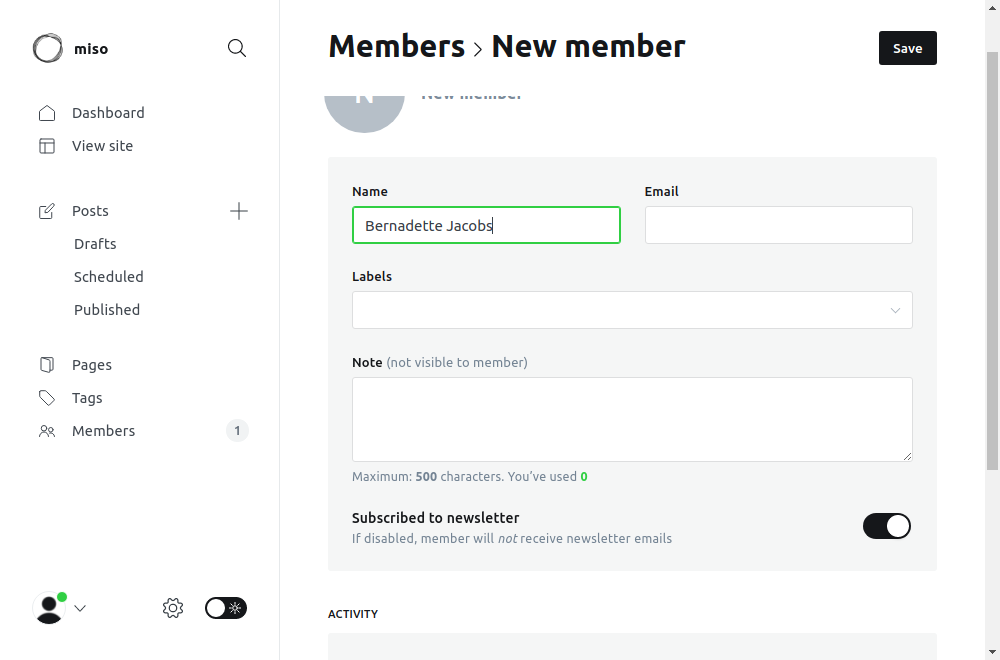 miso
Members > New member
Save
N New member
Dashboard
View site
Posts
Drafts
Scheduled
Published
Pages
Tags
Members 1
Name
Bernadette Jacobs
Email
Labels
Note (not visible to member)
Maximum: 500 characters. You've used 0
Subscribed to newsletter
If disabled, member will not receive newsletter emails
ACTIVITY